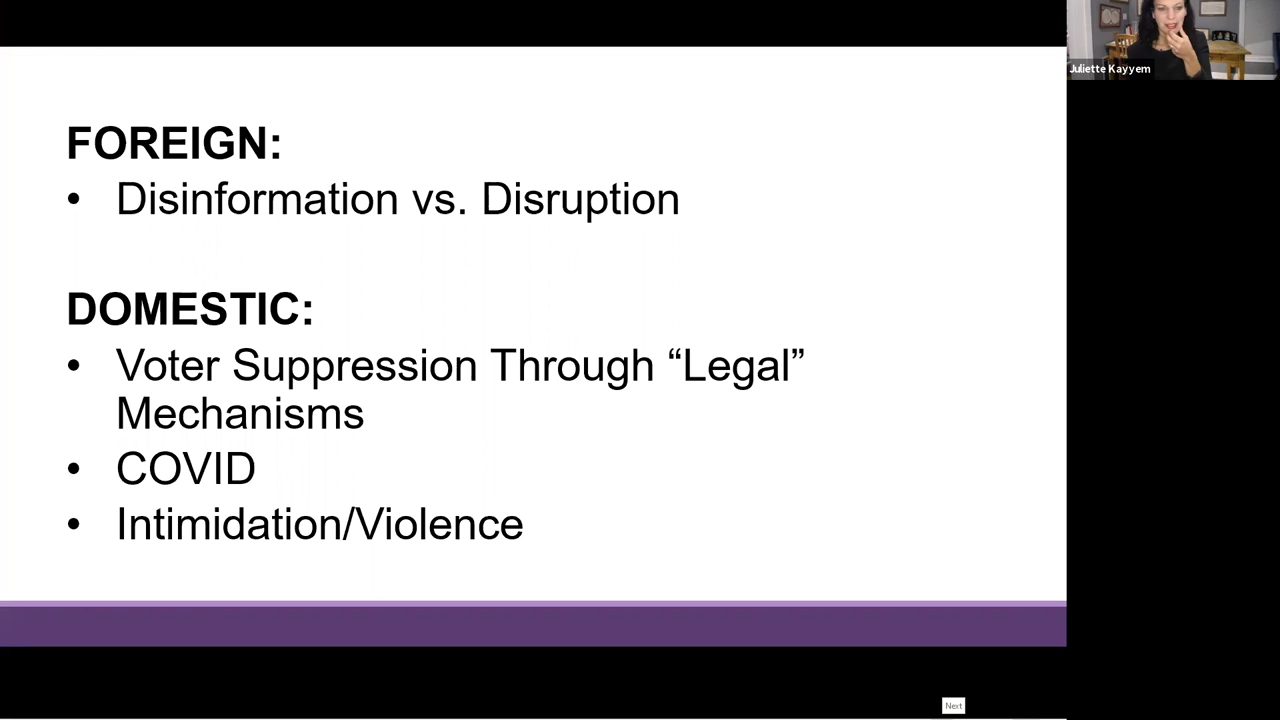 Juliette Kayyem
FOREIGN:
• Disinformation vs. Disruption
DOMESTIC:
• Voter Suppression Through “Legal”
Mechanisms
• COVID
• Intimidation/Violence
Next